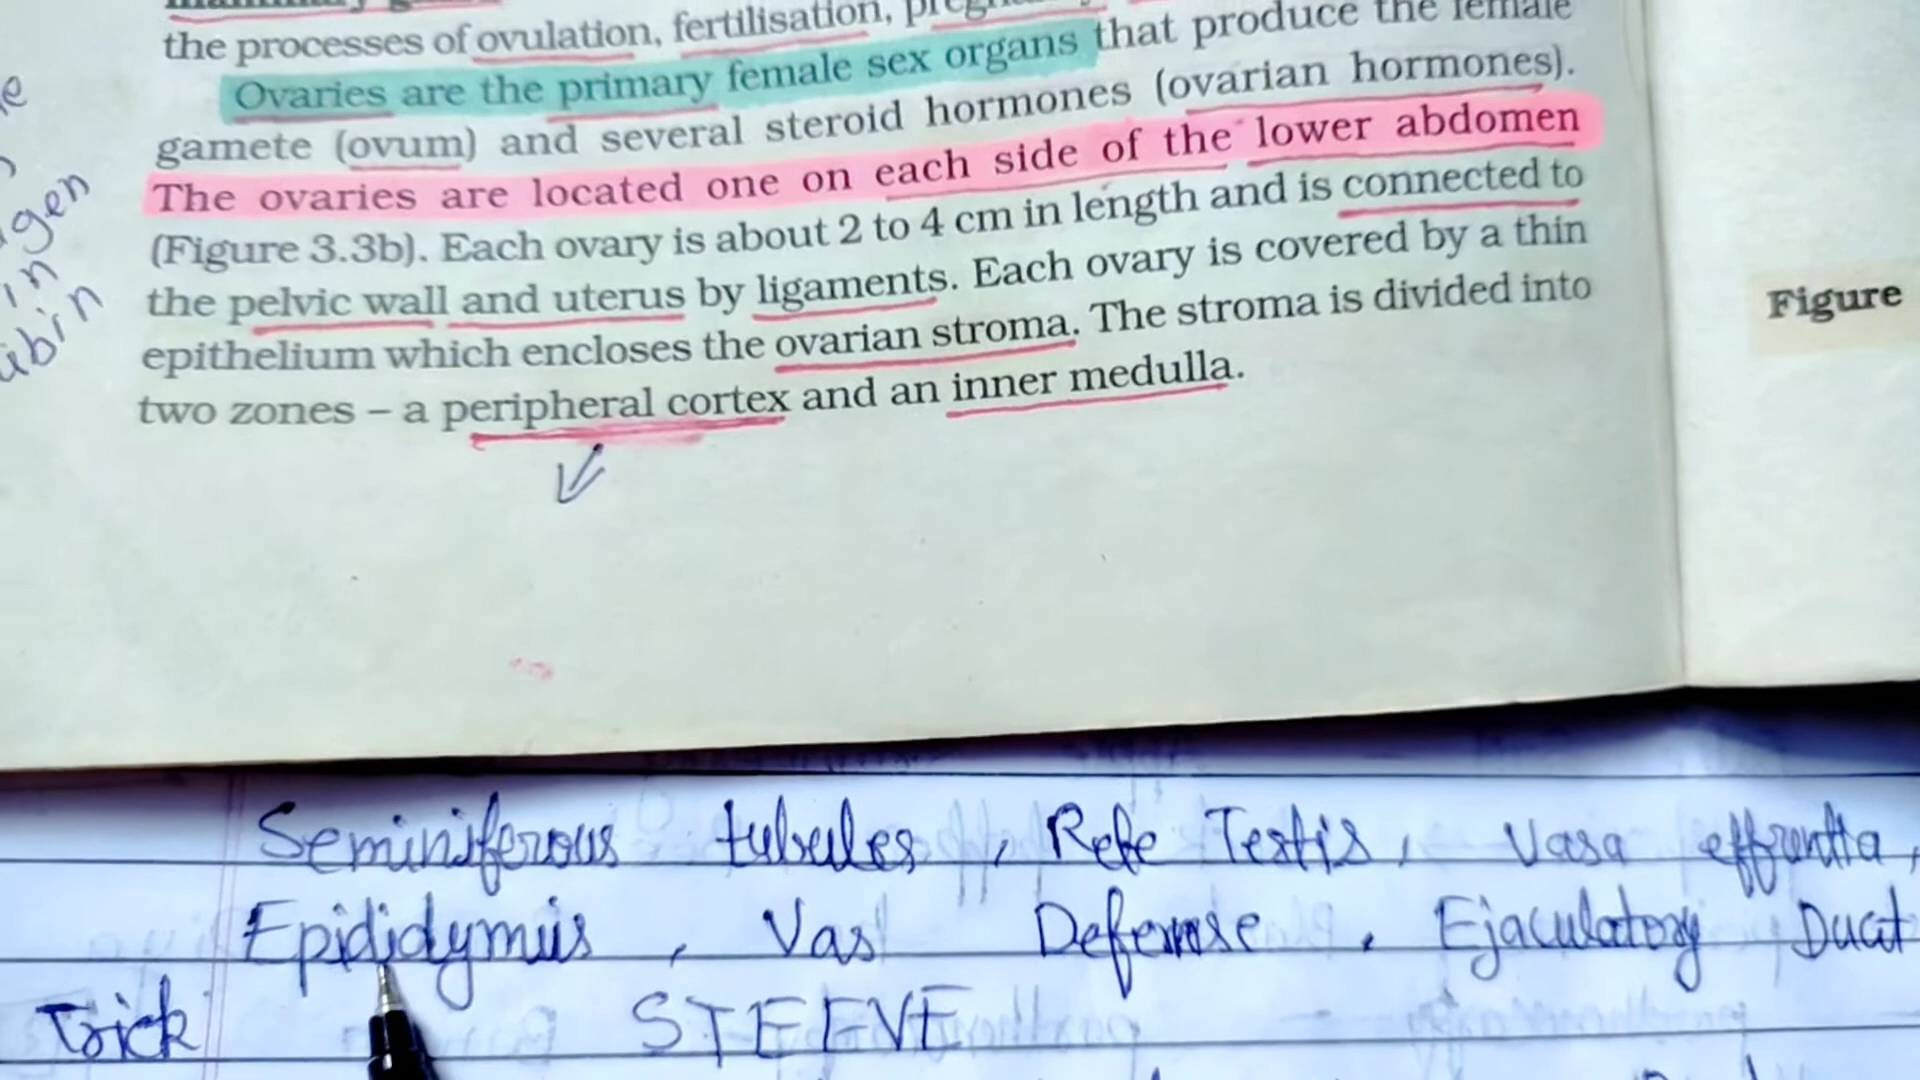 the processes of ovulation, fertilisation,
Ovaries are the primary female sex organs that produce the female
gamete (ovum) and several steroid hormones (ovarian hormones).
The ovaries are located one on each side of the lower abdomen
(Figure 3.3b). Each ovary is about 2 to 4 cm in length and is connected to
the pelvic wall and uterus by ligaments. Each ovary is covered by a thin
epithelium which encloses the ovarian stroma. The stroma is divided into
two zones – a peripheral cortex and an inner medulla.
Figure
Seminiferous tubules, Rete Testis, Vasa
Epididymis, Vas Ejaculatory Duct
Trick STEEVE